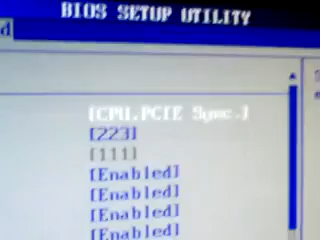 BIOS SETUP UTILITY
d
[CPU,PCIE Sync.]
[223]
[111]
[Enabled]
[Enabled]
[Enabled]
[Enabled]